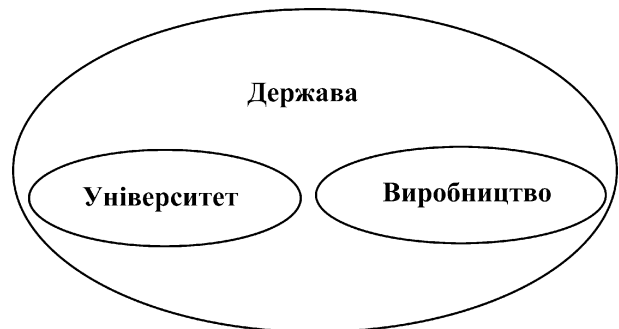 Держава
Університет
Виробництво